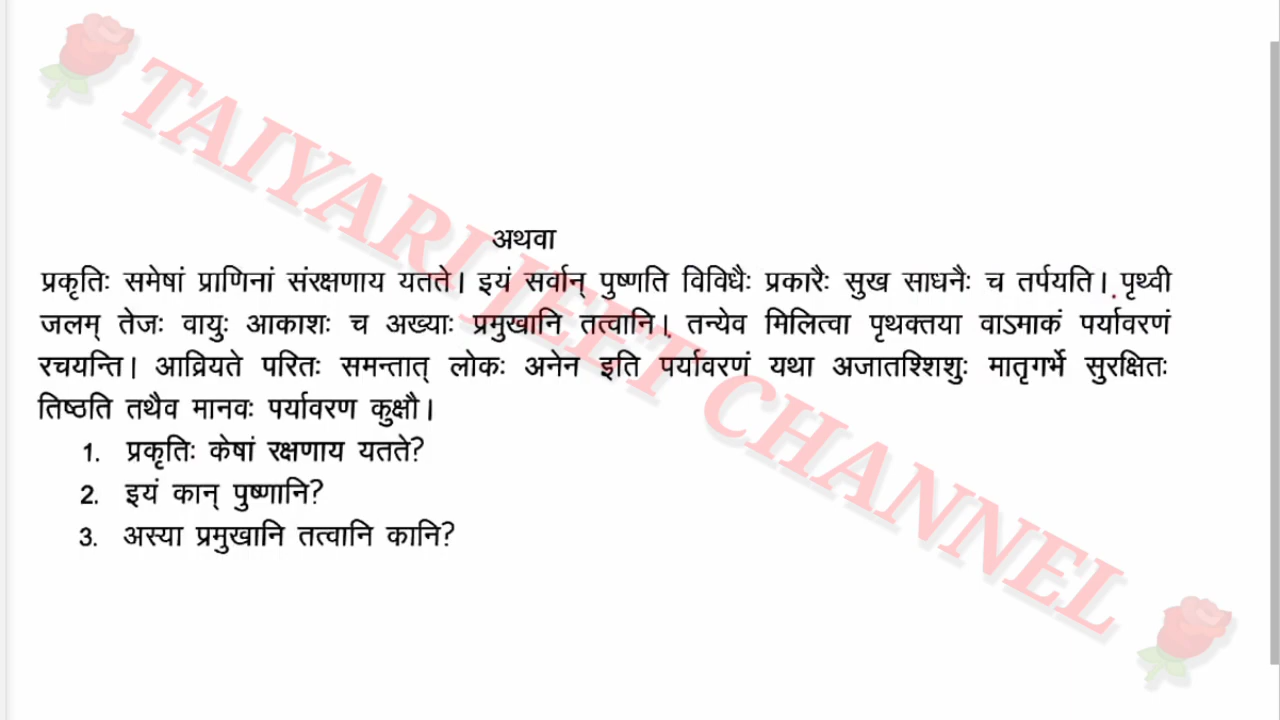 TAIYARI JEET CHANNEL
अथवा
प्रकृतिः समेषां प्राणिनां संरक्षणाय यतते। इयं सर्वान् पुष्णति विविधैः प्रकारैः सुख साधनैः च तर्पयति। पृथ्वी
जलम् तेजः वायुः आकाशः च अख्याः प्रमुखानि तत्वानि। तन्येव मिलित्वा पृथक्तया वाऽमाकं पर्यावरणं
रचयन्ति। आव्रियते परितः समन्तात् लोकः अनेन इति पर्यावरणं यथा अजातश्शिशुः मातृगर्भे सुरक्षितः
तिष्ठति तथैव मानवः पर्यावरण कुक्षौ।
1. प्रकृतिः केषां रक्षणाय यतते?
2. इयं कान् पुष्णानि?
3. अस्या प्रमुखानि तत्वानि कानि?